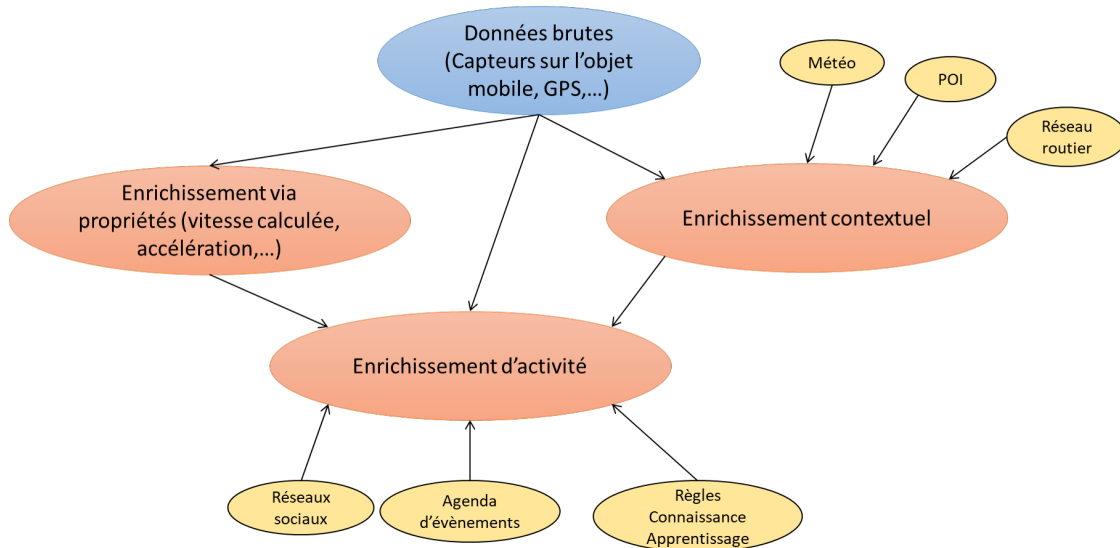 Données brutes
(Capteurs sur l'objet
mobile, GPS,...)
Météo
POI
Réseau
routier
Enrichissement via
propriétés (vitesse calculée,
accélération,...)
Enrichissement contextuel
Enrichissement d'activité
Réseaux
sociaux
Agenda
d'évènements
Règles
Connaissance
Apprentissage